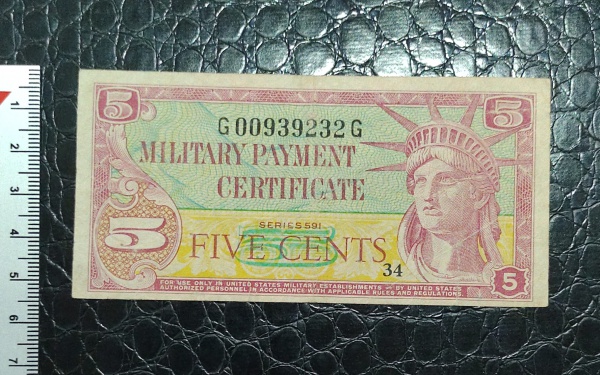 5 5
G00939232G
MILITARY PAYMENT
CERTIFICATE
SERIES 591
5 FIVE CENTS
34
5
FOR USE ONLY IN UNITED STATES MILITARY ESTABLISHMENTS - BY UNITED STATES
AUTHORIZED PERSONNEL IN ACCORDANCE WITH APPLICABLE RULES AND REGULATIONS.
1
2
3
4
5
6
7